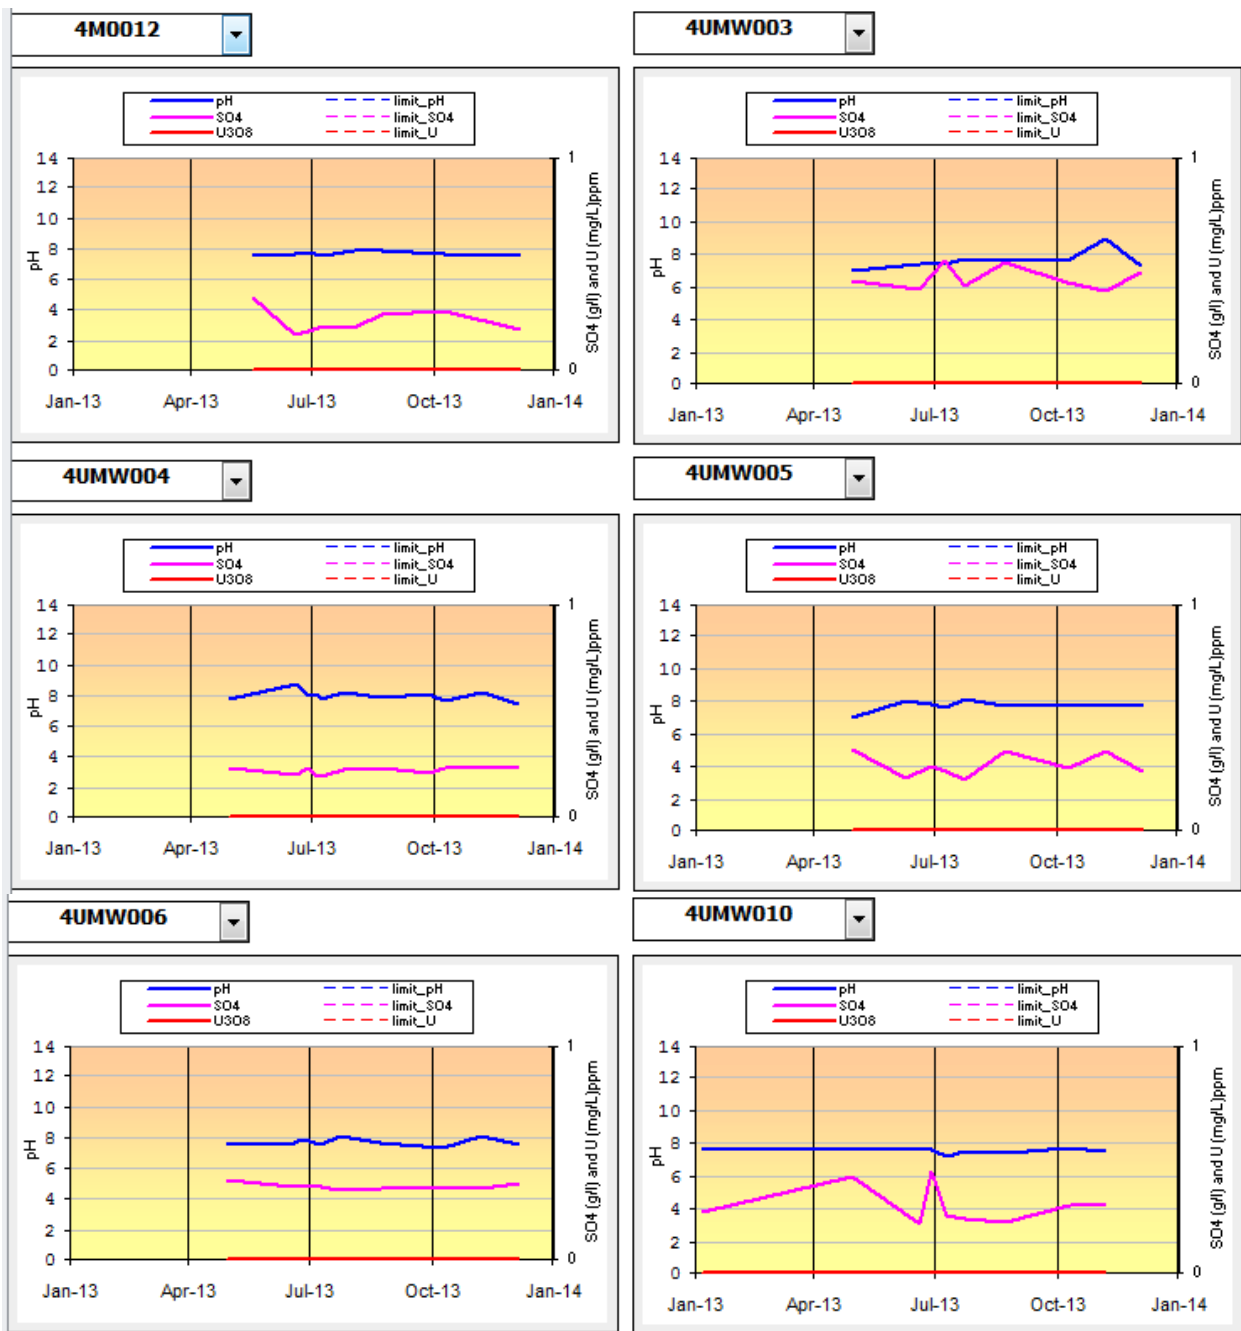 4M0012
pH limit_pH
SO4 limit_SO4
U3O8 limit_U
14 1
12
10
8
6
4
2
0 0
pH
SO4 (g/l) and U (mg/L)ppm
Jan-13 Apr-13 Jul-13 Oct-13 Jan-14
4UMW003
pH limit_pH
SO4 limit_SO4
U3O8 limit_U
14 1
12
10
8
6
4
2
0 0
pH
SO4 (g/l) and U (mg/L)ppm
Jan-13 Apr-13 Jul-13 Oct-13 Jan-14
4UMW004
pH limit_pH
SO4 limit_SO4
U3O8 limit_U
14 1
12
10
8
6
4
2
0 0
pH
SO4 (g/l) and U (mg/L)ppm
Jan-13 Apr-13 Jul-13 Oct-13 Jan-14
4UMW005
pH limit_pH
SO4 limit_SO4
U3O8 limit_U
14 1
12
10
8
6
4
2
0 0
pH
SO4 (g/l) and U (mg/L)ppm
Jan-13 Apr-13 Jul-13 Oct-13 Jan-14
4UMW006
pH limit_pH
SO4 limit_SO4
U3O8 limit_U
14 1
12
10
8
6
4
2
0 0
pH
SO4 (g/l) and U (mg/L)ppm
Jan-13 Apr-13 Jul-13 Oct-13 Jan-14
4UMW010
pH limit_pH
SO4 limit_SO4
U3O8 limit_U
14 1
12
10
8
6
4
2
0 0
pH
SO4 (g/l) and U (mg/L)ppm
Jan-13 Apr-13 Jul-13 Oct-13 Jan-14